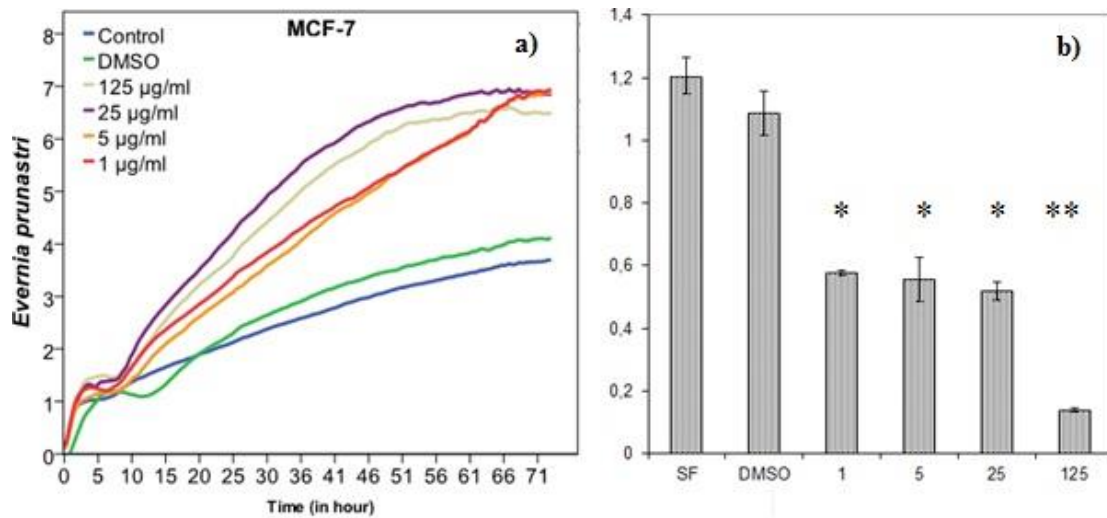 MCF-7
a)
Control
DMSO
125 µg/ml
25 µg/ml
5 µg/ml
1 µg/ml
Evernia prunastri
8
7
6
5
4
3
2
1
0
0 5 10 15 20 25 30 36 41 46 51 56 61 66 71
Time (in hour)
b)
1,4
1,2
1
0,8
0,6
0,4
0,2
0
* * * **
SF DMSO 1 5 25 125